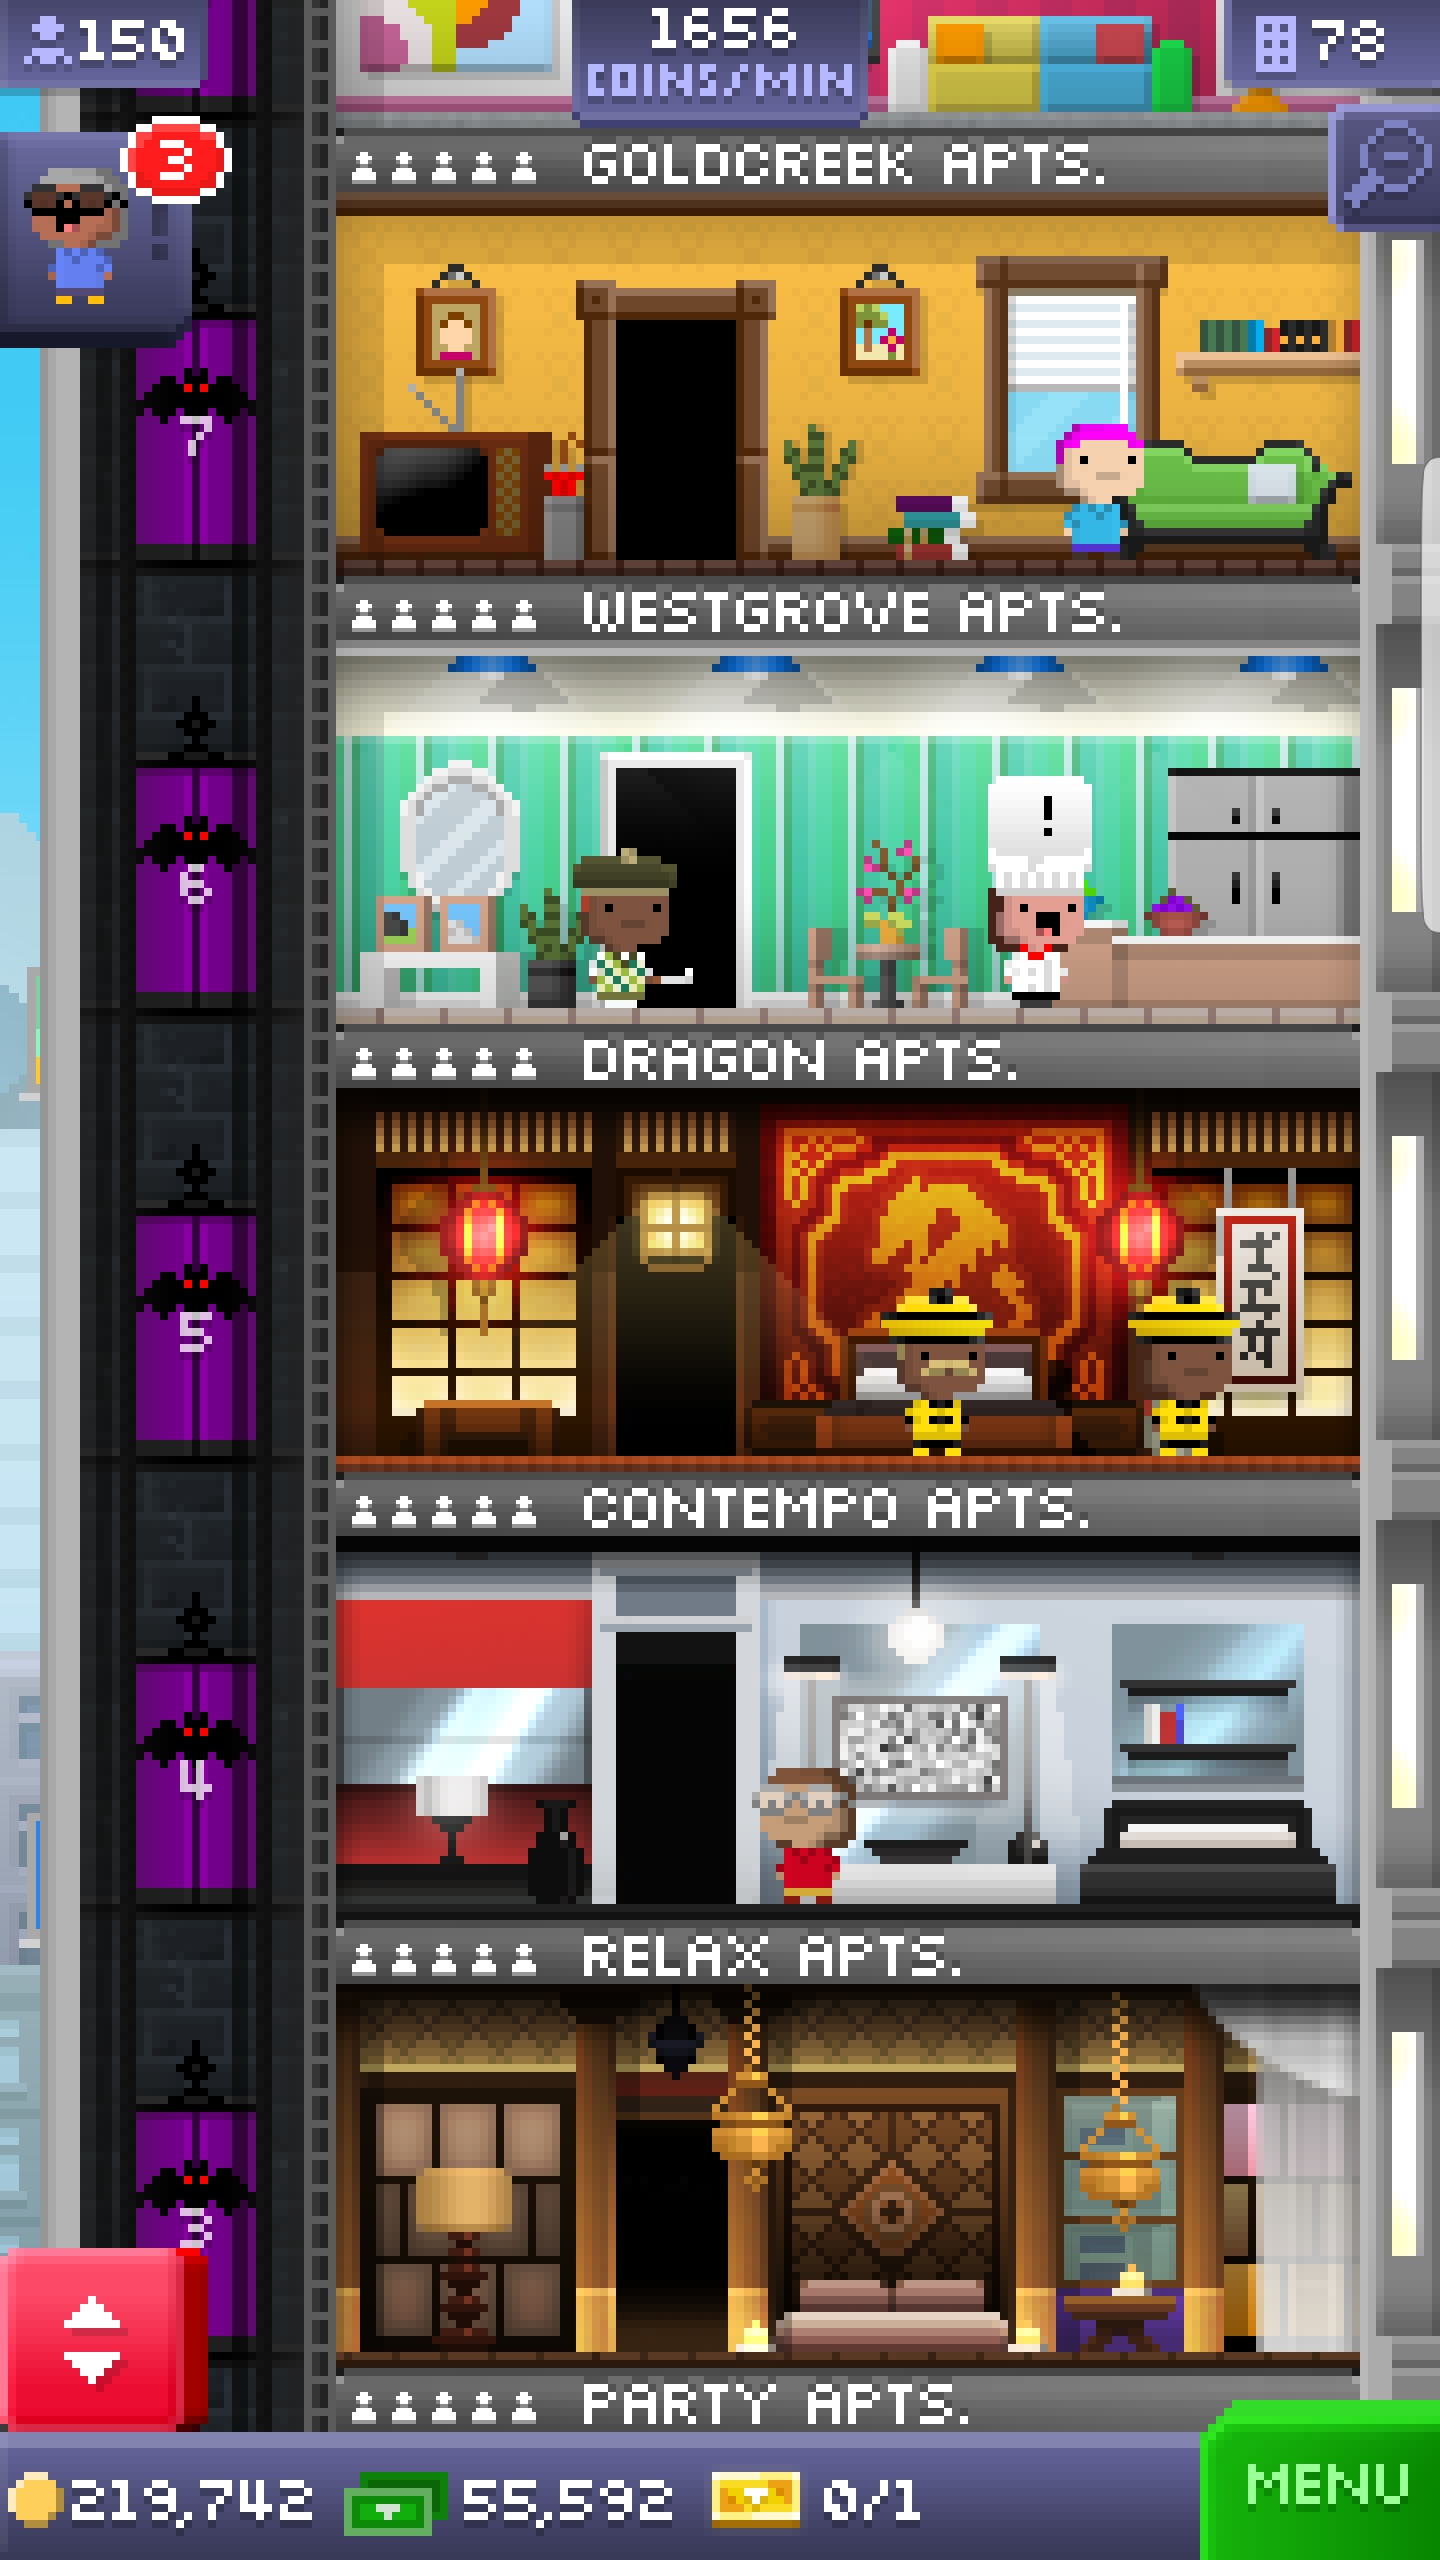 150
1656
COINS/MIN
78
3
!
GOLDCREEK APTS.
7
WESTGROVE APTS.
!
6
DRAGON APTS.
5
CONTEMPO APTS.
4
RELAX APTS.
3
PARTY APTS.
219,742
55,592
0/1
MENU